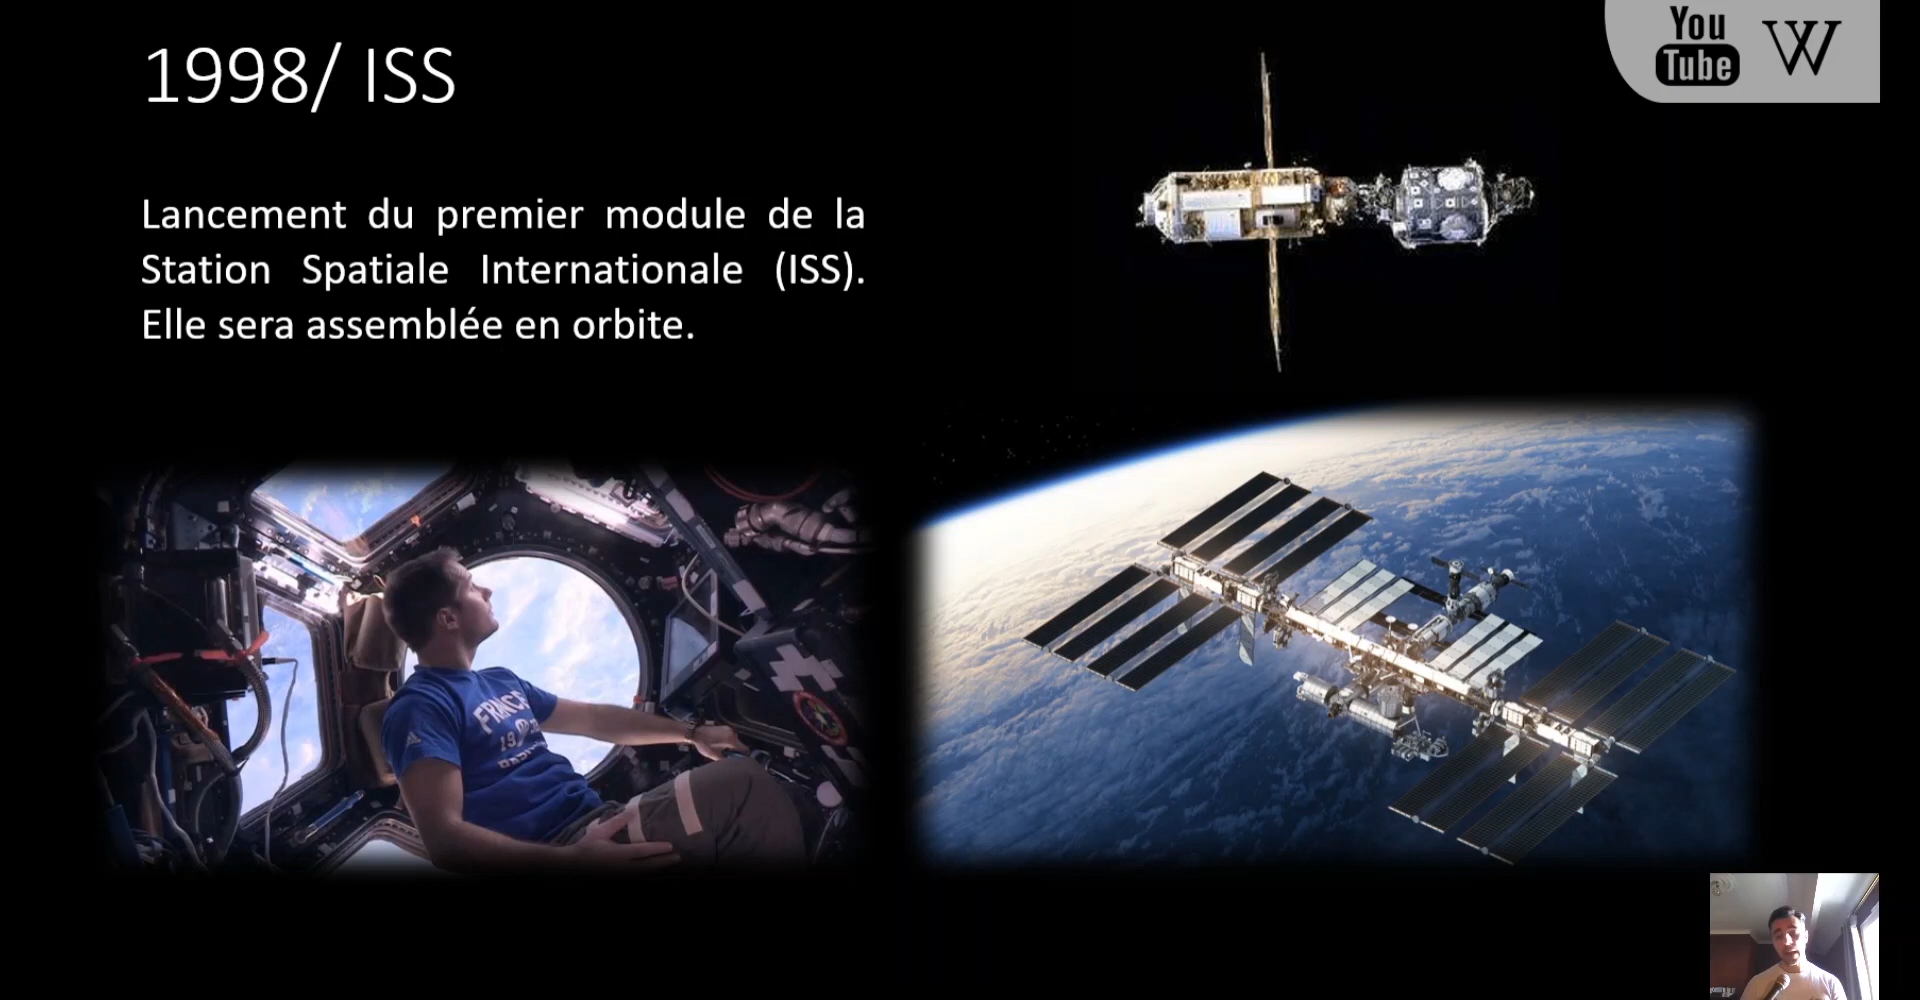 1998/ ISS
You
Tube
W
Lancement du premier module de la
Station Spatiale Internationale (ISS).
Elle sera assemblée en orbite.
FRANCE